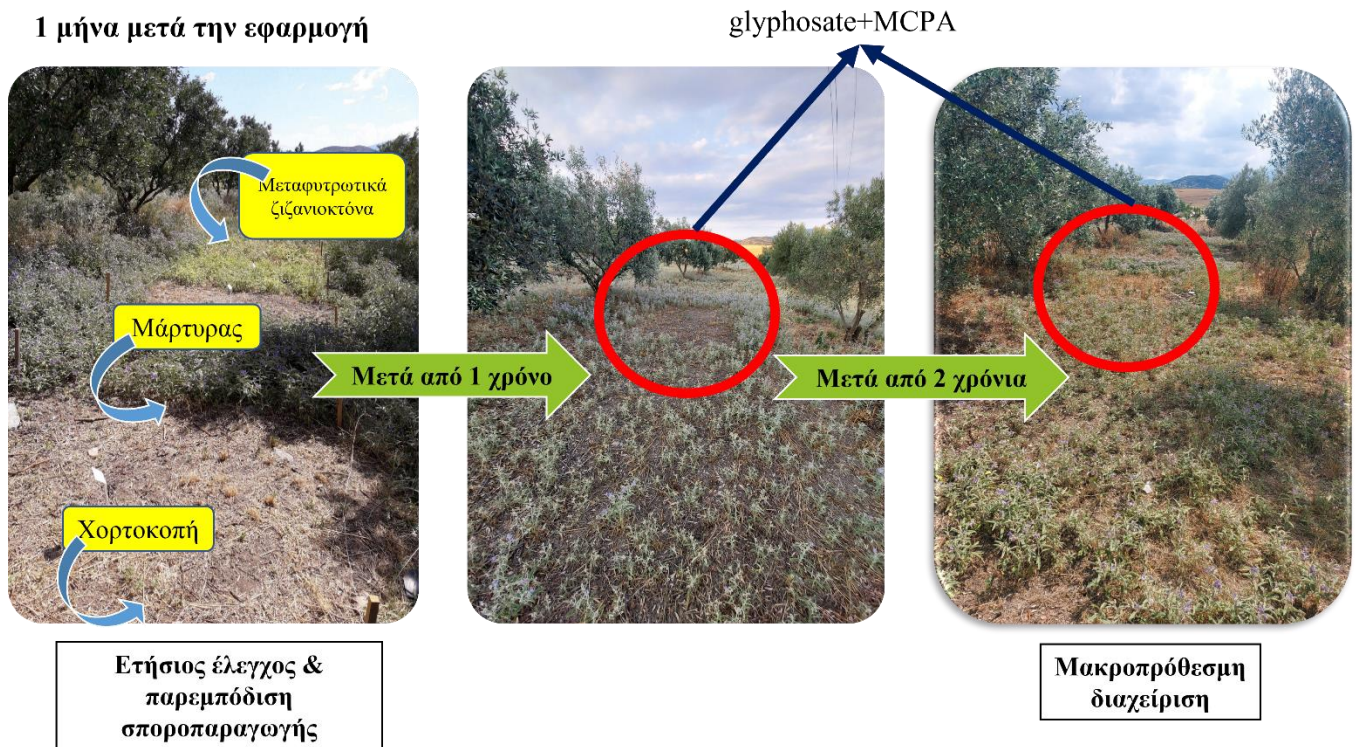 1 μήνα μετά την εφαρμογή
glyphosate+MCPA
Μεταφυτρωτικά
ζιζανιοκτόνα
Μάρτυρας
Χορτοκοπή
Μετά από 1 χρόνο
Μετά από 2 χρόνια
Ετήσιος έλεγχος &
παρεμπόδιση
σποροπαραγωγής
Μακροπρόθεσμη
διαχείριση